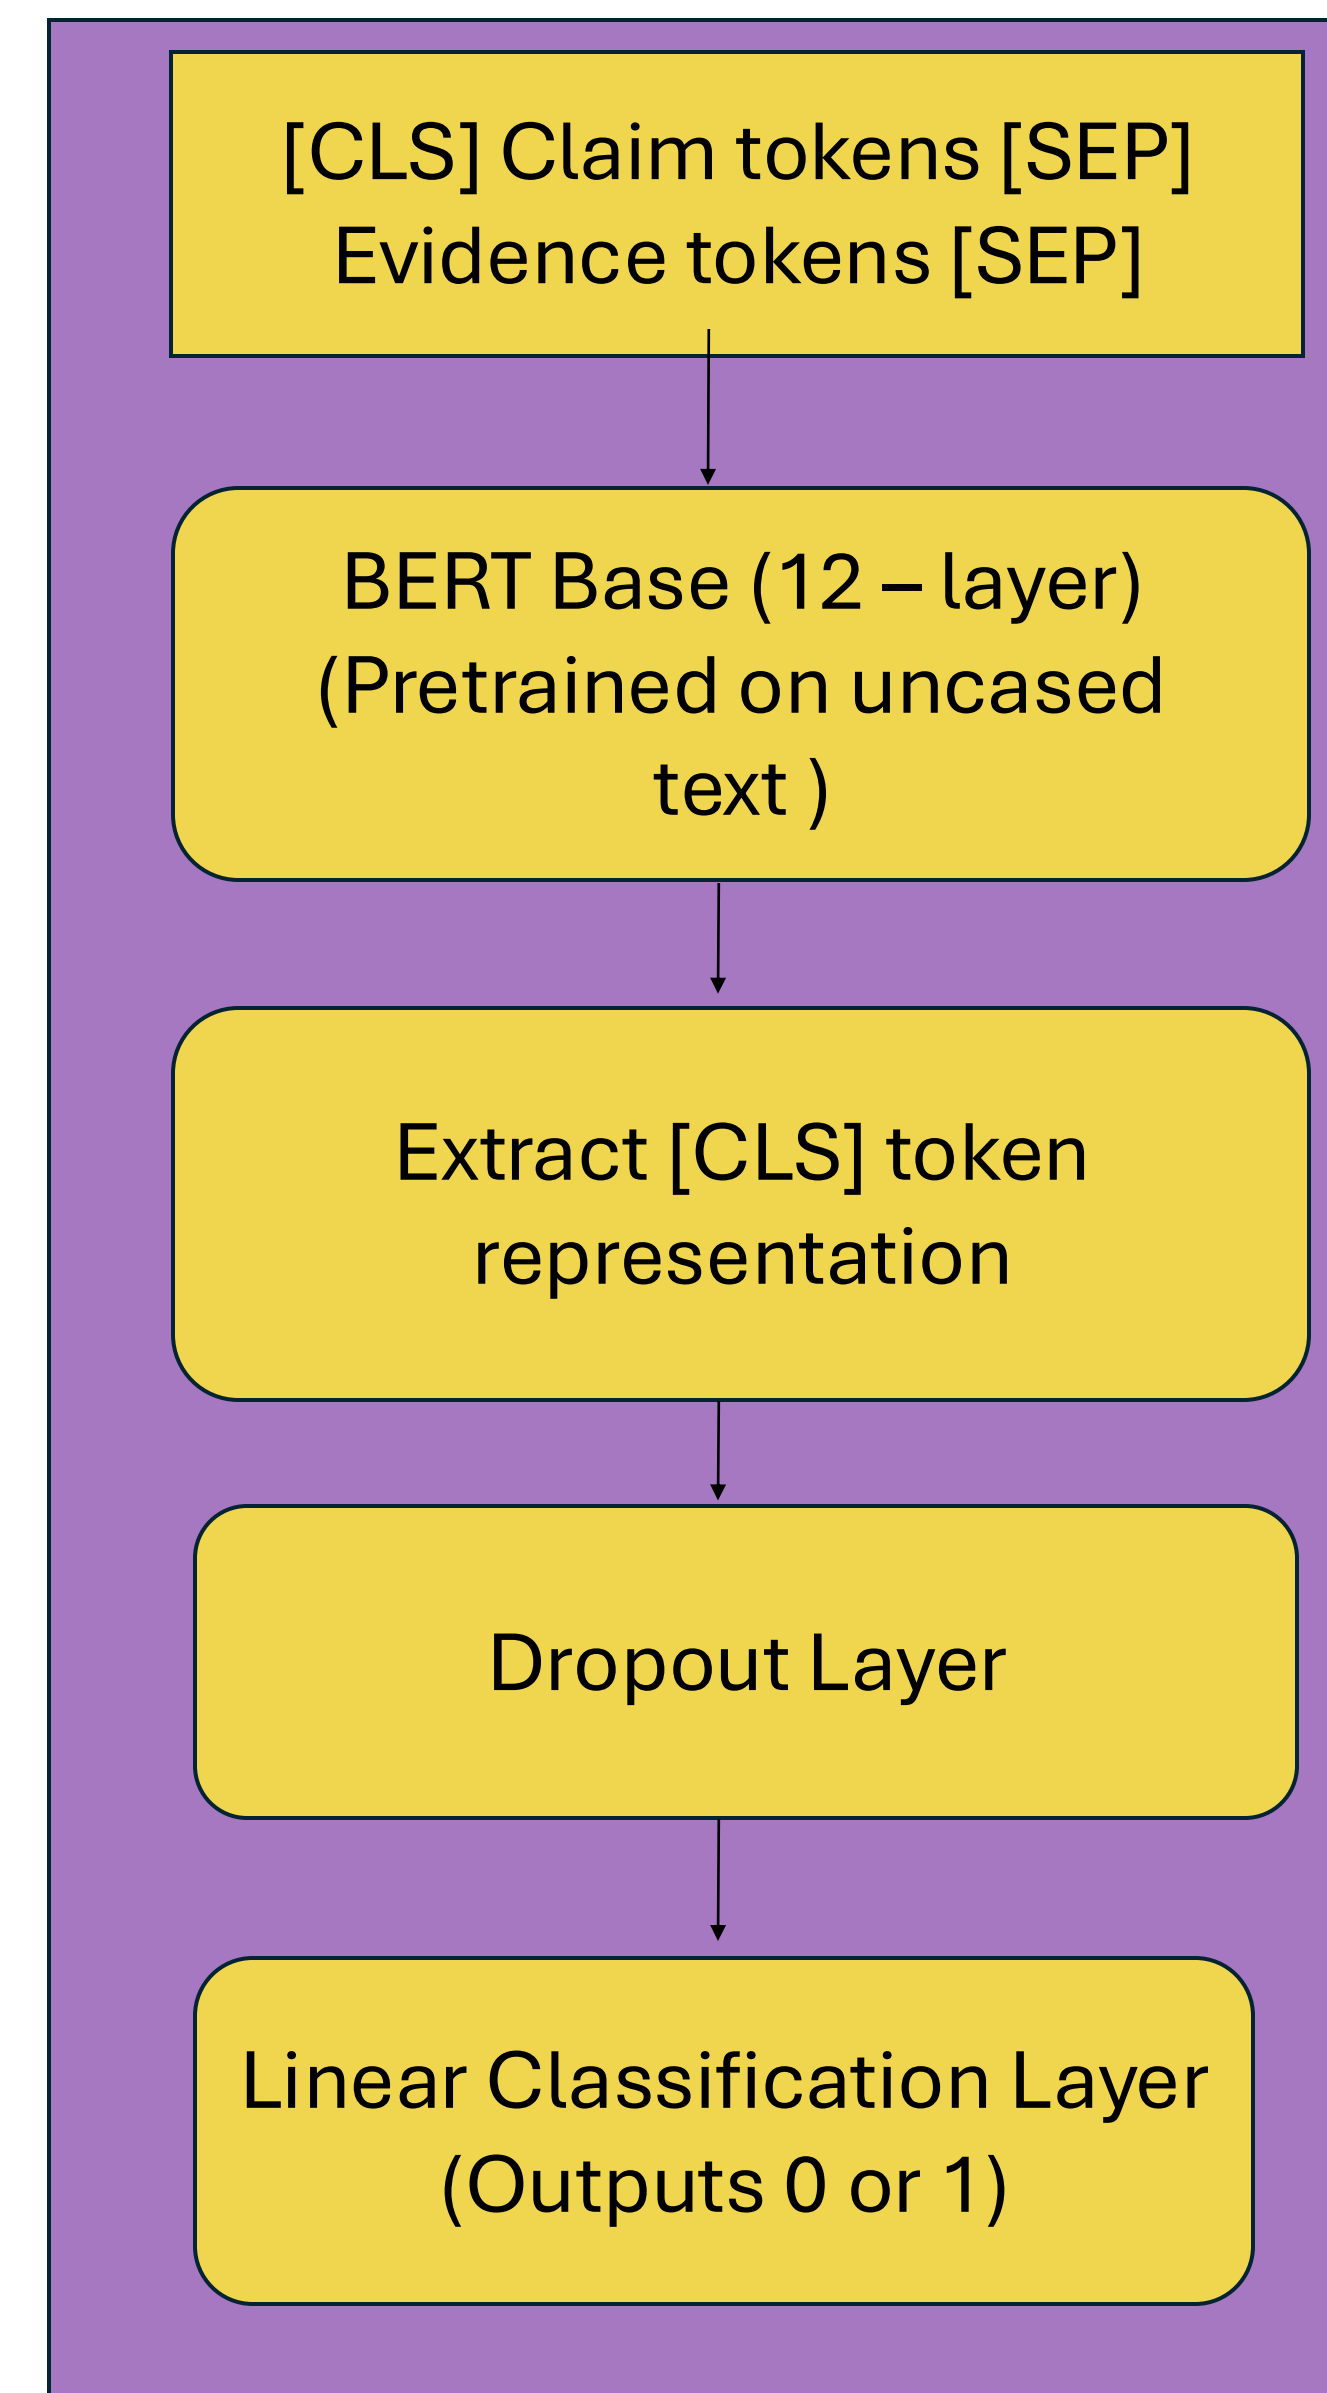 [CLS] Claim tokens [SEP]
Evidence tokens [SEP]
BERT Base (12 – layer)
(Pretrained on uncased
text )
Extract [CLS] token
representation
Dropout Layer
Linear Classification Layer
(Outputs 0 or 1)